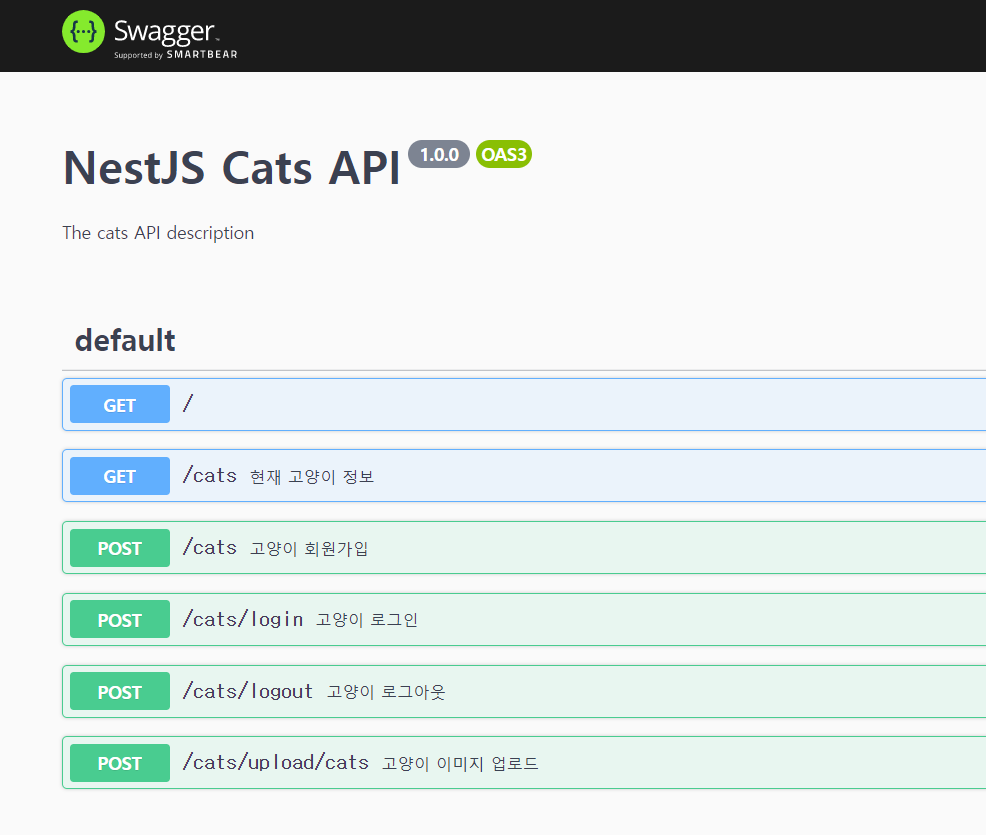 {···} Swagger™
Supported by SMARTBEAR
NestJS Cats API 1.0.0 OAS3
The cats API description
default
GET /
GET /cats 현재 고양이 정보
POST /cats 고양이 회원가입
POST /cats/login 고양이 로그인
POST /cats/logout 고양이 로그아웃
POST /cats/upload/cats 고양이 이미지 업로드